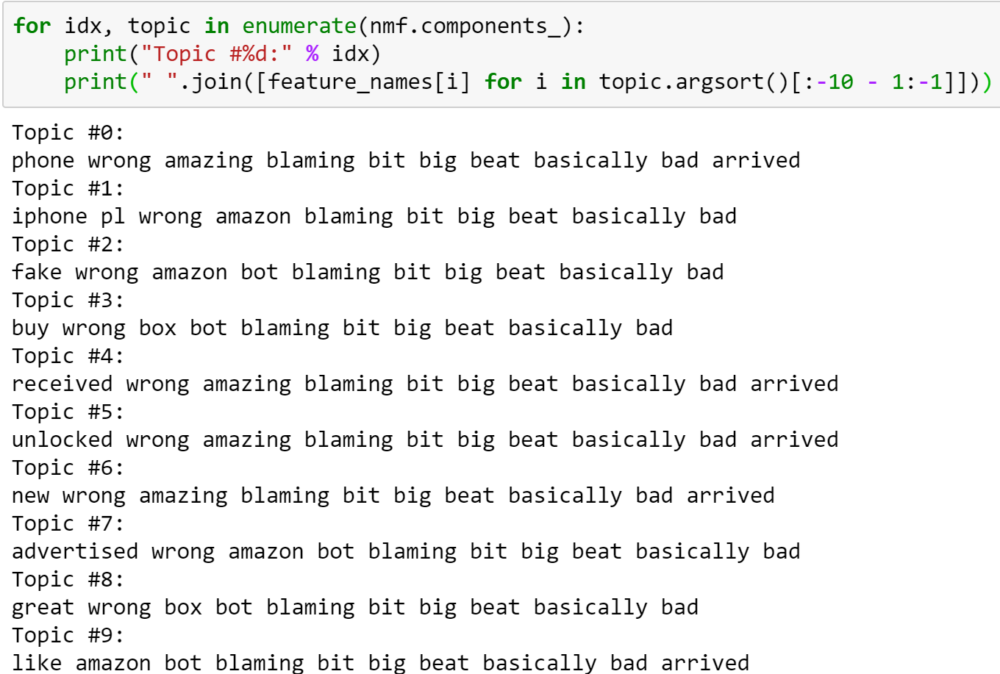 for idx, topic in enumerate(nmf.components_):
    print("Topic #%d:" % idx)
    print(" ".join([feature_names[i] for i in topic.argsort()[:-10 - 1:-1]]))
Topic #0:
phone wrong amazing blaming bit big beat basically bad arrived
Topic #1:
iphone pl wrong amazon blaming bit big beat basically bad
Topic #2:
fake wrong amazon bot blaming bit big beat basically bad
Topic #3:
buy wrong box bot blaming bit big beat basically bad
Topic #4:
received wrong amazing blaming bit big beat basically bad arrived
Topic #5:
unlocked wrong amazing blaming bit big beat basically bad arrived
Topic #6:
new wrong amazing blaming bit big beat basically bad arrived
Topic #7:
advertised wrong amazon bot blaming bit big beat basically bad
Topic #8:
great wrong box bot blaming bit big beat basically bad
Topic #9:
like amazon bot blaming bit big beat basically bad arrived